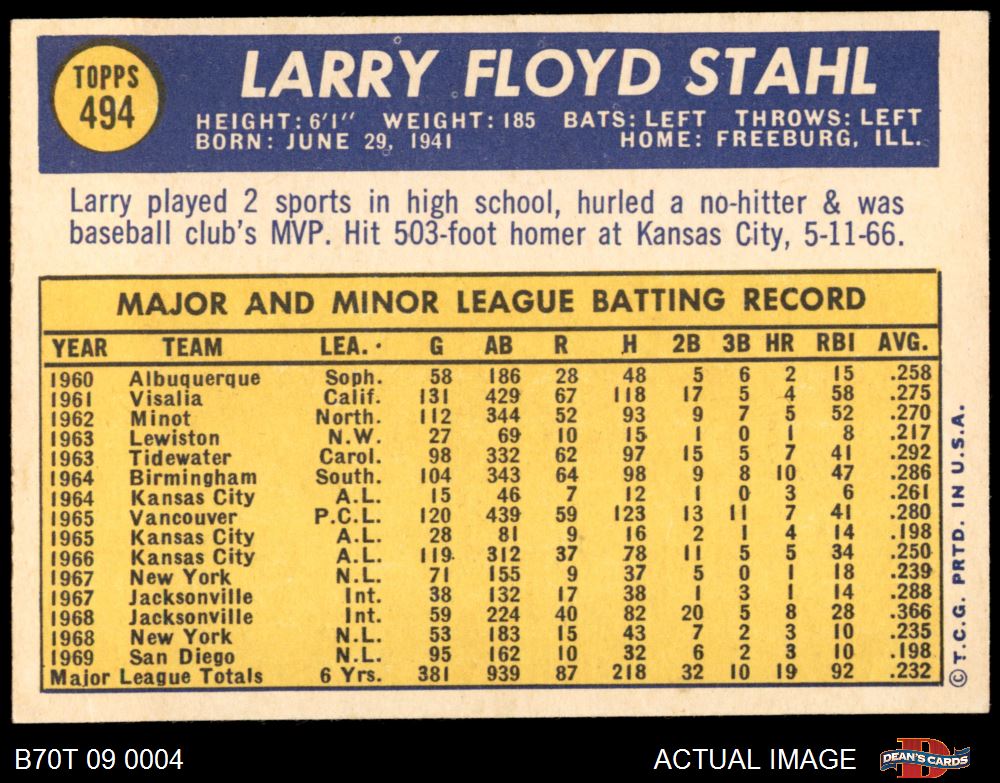 TOPPS
494
LARRY FLOYD STAHL
HEIGHT: 6'1" WEIGHT: 185 BATS: LEFT THROWS: LEFT
BORN: JUNE 29, 1941 HOME: FREEBURG, ILL.
Larry played 2 sports in high school, hurled a no-hitter & was
baseball club's MVP. Hit 503-foot homer at Kansas City, 5-11-66.
MAJOR AND MINOR LEAGUE BATTING RECORD
YEAR TEAM LEA. G AB R H 2B 3B HR RBI AVG.
1960 Albuquerque Soph. 58 186 28 48 5 6 2 15 .258
1961 Visalia Calif. 131 429 67 118 17 5 4 58 .275
1962 Minot North. 112 344 52 93 9 7 5 52 .270
1963 Lewiston N.W. 27 69 10 15 1 0 1 8 .217
1963 Tidewater Carol. 98 332 62 97 15 5 7 41 .292
1964 Birmingham South. 104 343 64 98 9 8 10 47 .286
1964 Kansas City A.L. 15 46 7 12 1 0 3 6 .261
1965 Vancouver P.C.L. 120 439 59 123 13 11 7 41 .280
1965 Kansas City A.L. 28 81 9 16 2 1 4 14 .198
1966 Kansas City A.L. 119 312 37 78 11 5 5 34 .250
1967 New York N.L. 71 155 9 37 5 0 1 18 .239
1967 Jacksonville Int. 38 132 17 38 1 3 1 14 .288
1968 Jacksonville Int. 59 224 40 82 20 5 8 28 .366
1968 New York N.L. 53 183 15 43 7 2 3 10 .235
1969 San Diego N.L. 95 162 10 32 6 2 3 10 .198
Major League Totals 6 Yrs. 381 939 87 218 32 10 19 92 .232
© T.C.G. PRTD. IN U.S.A.
B70T 09 0004 ACTUAL IMAGE
DEAN'S CARDS